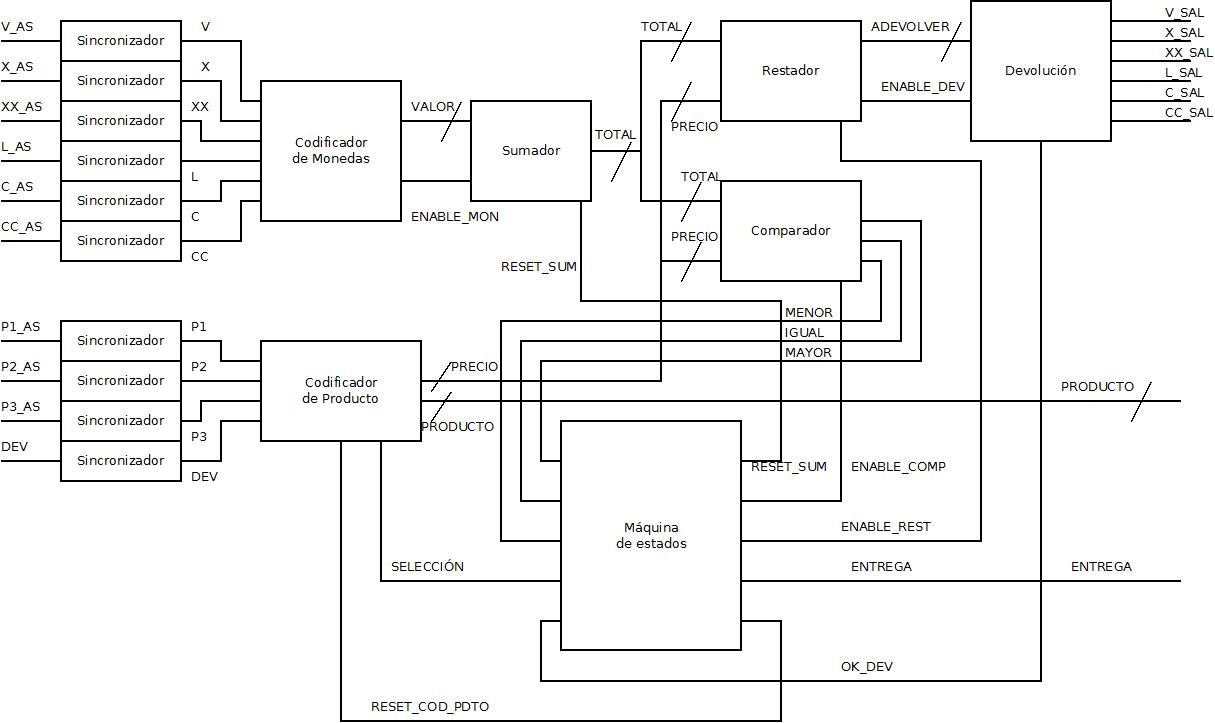 V_AS
Sincronizador
V
X_AS
Sincronizador
X
XX_AS
Sincronizador
XX
L_AS
Sincronizador
L
C_AS
Sincronizador
C
CC_AS
Sincronizador
CC
Codificador
de Monedas
VALOR
ENABLE_MON
Sumador
TOTAL
RESET_SUM
TOTAL
PRECIO
Restador
ADEVOLVER
ENABLE_DEV
Devolución
V_SAL
X_SAL
XX_SAL
L_SAL
C_SAL
CC_SAL
TOTAL
PRECIO
Comparador
MENOR
IGUAL
MAYOR
P1_AS
Sincronizador
P1
P2_AS
Sincronizador
P2
P3_AS
Sincronizador
P3
DEV
Sincronizador
DEV
Codificador
de Producto
PRECIO
PRODUCTO
PRODUCTO
Máquina
de estados
RESET_SUM
ENABLE_COMP
ENABLE_REST
SELECCIÓN
ENTREGA
ENTREGA
OK_DEV
RESET_COD_PDTO